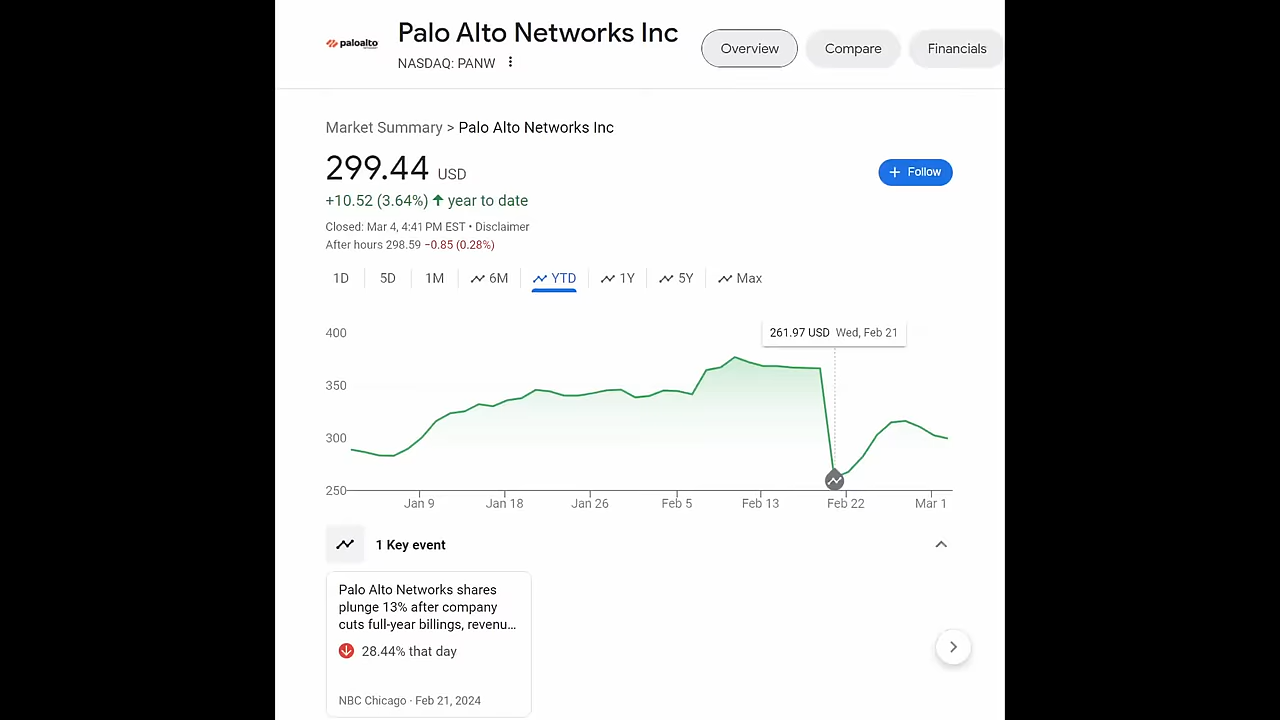 Palo Alto Networks Inc
paloalto
NASDAQ: PANW
Overview
Compare
Financials
Market Summary > Palo Alto Networks Inc
299.44 USD
+ Follow
+10.52 (3.64%) ↑ year to date
Closed: Mar 4, 4:41 PM EST • Disclaimer
After hours 298.59 −0.85 (0.28%)
1D 5D 1M 6M YTD 1Y 5Y Max
261.97 USD Wed, Feb 21
400
350
300
250
Jan 9 Jan 18 Jan 26 Feb 5 Feb 13 Feb 22 Mar 1
1 Key event
Palo Alto Networks shares
plunge 13% after company
cuts full-year billings, revenu...
28.44% that day
NBC Chicago · Feb 21, 2024